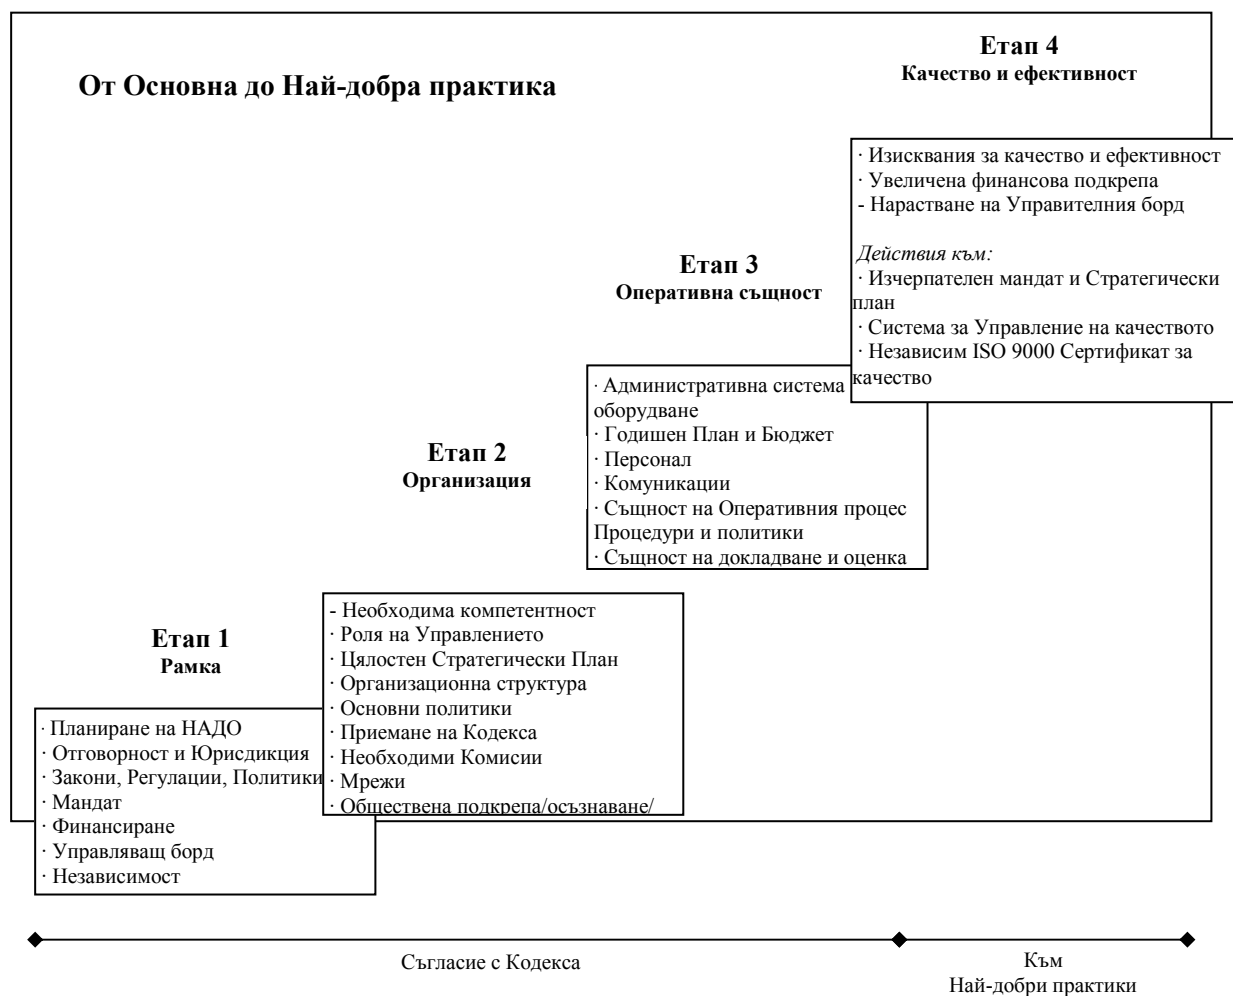 Етап 4
Качество и ефективност
От Основна до Най-добра практика
· Изисквания за качество и ефективност
· Увеличена финансова подкрепа
- Нарастване на Управителния борд
Действия към:
· Изчерпателен мандат и Стратегически
план
· Система за Управление на качеството
· Независим ISO 9000 Сертификат за
качество
Етап 3
Оперативна същност
· Административна система
оборудване
· Годишен План и Бюджет
· Персонал
· Комуникации
· Същност на Оперативния процес
Процедури и политики
· Същност на докладване и оценка
Етап 2
Организация
- Необходима компетентност
· Роля на Управлението
· Цялостен Стратегически План
· Организационна структура
· Основни политики
· Приемане на Кодекса
· Необходими Комисии
· Мрежи
· Обществена подкрепа/осъзнаване/
Етап 1
Рамка
· Планиране на НАДО
· Отговорност и Юрисдикция
· Закони, Регулации, Политики
· Мандат
· Финансиране
· Управляващ борд
· Независимост
Съгласие с Кодекса
Към
Най-добри практики